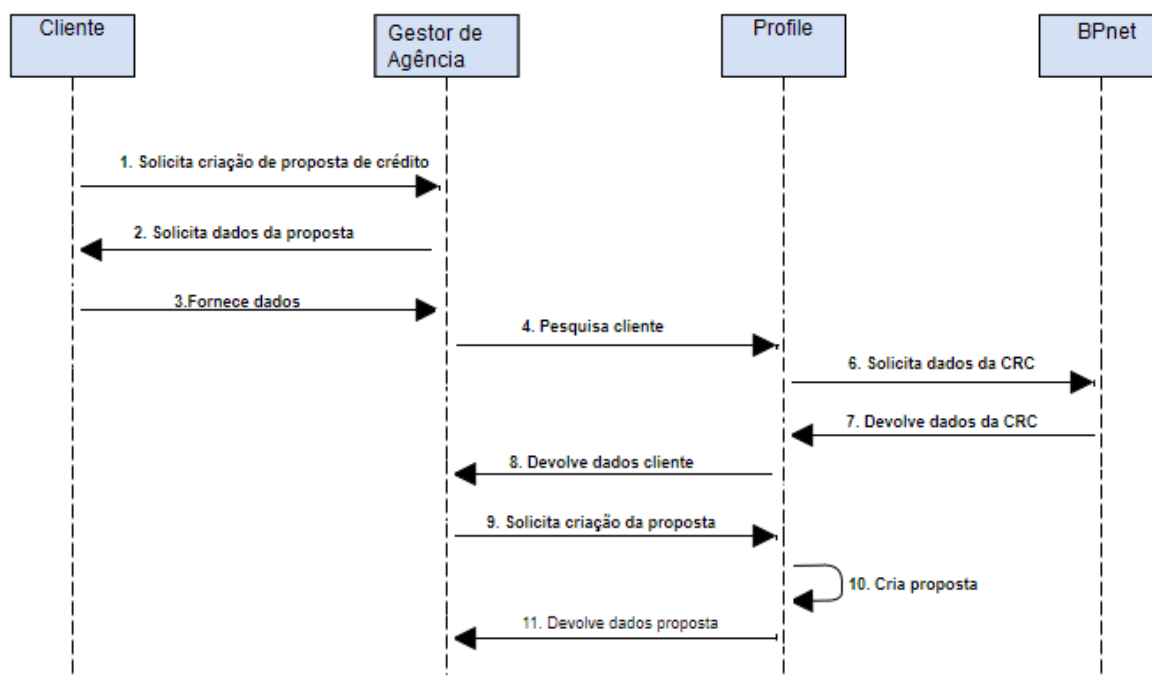 Cliente
Gestor de
Agência
Profile
BPnet
1. Solicita criação de proposta de crédito
2. Solicita dados da proposta
3.Fornece dados
4. Pesquisa cliente
6. Solicita dados da CRC
7. Devolve dados da CRC
8. Devolve dados cliente
9. Solicita criação da proposta
10. Cria proposta
11. Devolve dados proposta